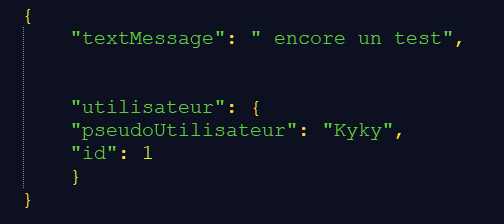 {
"textMessage": " encore un test",
"utilisateur": {
"pseudoUtilisateur": "Kyky",
"id": 1
}
}